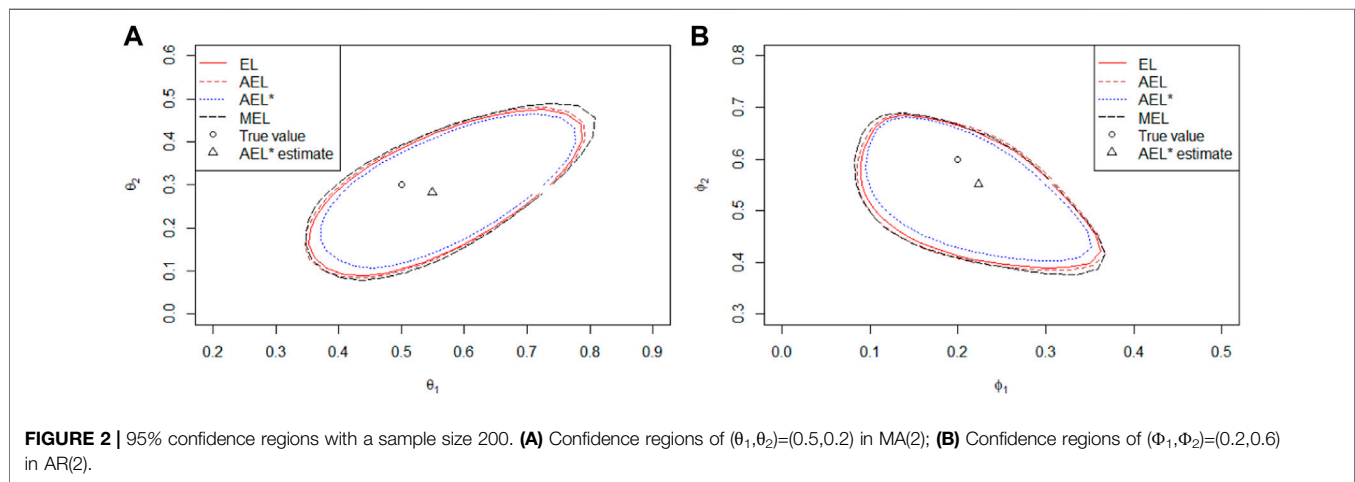 A
0.6
0.5
0.4
0.3
0.2
0.1
0.0
θ2
EL
AEL
AEL*
MEL
True value
AEL* estimate
0.2 0.3 0.4 0.5 0.6 0.7 0.8 0.9
θ1
B
0.8
0.7
0.6
0.5
0.4
0.3
ϕ2
EL
AEL
AEL*
MEL
True value
AEL* estimate
0.0 0.1 0.2 0.3 0.4 0.5
ϕ1
FIGURE 2 | 95% confidence regions with a sample size 200. (A) Confidence regions of (θ1,θ2)=(0.5,0.2) in MA(2); (B) Confidence regions of (Φ1,Φ2)=(0.2,0.6)
in AR(2).